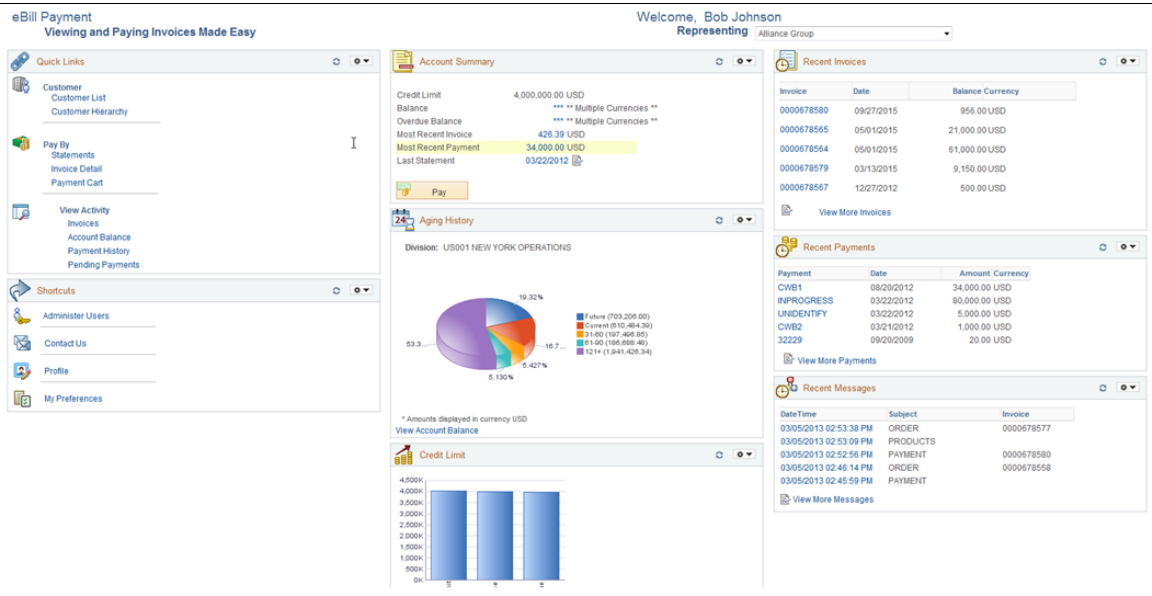 eBill Payment
Viewing and Paying Invoices Made Easy
Welcome, Bob Johnson
Representing Alliance Group
Quick Links
Customer
Customer List
Customer Hierarchy
Pay By
Statements
Invoice Detail
Payment Cart
View Activity
Invoices
Account Balance
Payment History
Pending Payments
Shortcuts
Administer Users
Contact Us
Profile
My Preferences
Account Summary
Credit Limit 4,000,000.00 USD
Balance *** ** Multiple Currencies **
Overdue Balance *** ** Multiple Currencies **
Most Recent Invoice 426.39 USD
Most Recent Payment 34,000.00 USD
Last Statement 03/22/2012
Pay
24
Aging History
Division: US001 NEW YORK OPERATIONS
19.32%
53.3...
16.7...
5.427%
5.130%
Future (703,206.00)
Current (610,484.39)
31-60 (197,496.85)
61-90 (186,688.48)
121+ (1,941,426.34)
* Amounts displayed in currency USD
View Account Balance
Credit Limit
4,500K
4,000K
3,500K
3,000K
2,500K
2,000K
1,500K
1,000K
500K
0K
Recent Invoices
Invoice Date Balance Currency
0000678580 09/27/2015 956.00 USD
0000678565 05/01/2015 21,000.00 USD
0000678564 05/01/2015 61,000.00 USD
0000678579 03/13/2015 9,150.00 USD
0000678567 12/27/2012 500.00 USD
View More Invoices
Recent Payments
Payment Date Amount Currency
CWB1 08/20/2012 34,000.00 USD
INPROGRESS 03/22/2012 80,000.00 USD
UNIDENTIFY 03/22/2012 5,000.00 USD
CWB2 03/21/2012 1,000.00 USD
32229 09/20/2009 20.00 USD
View More Payments
Recent Messages
DateTime Subject Invoice
03/05/2013 02:53:38 PM ORDER 0000678577
03/05/2013 02:53:09 PM PRODUCTS
03/05/2013 02:52:56 PM PAYMENT 0000678580
03/05/2013 02:46:14 PM ORDER 0000678558
03/05/2013 02:45:59 PM PAYMENT
View More Messages